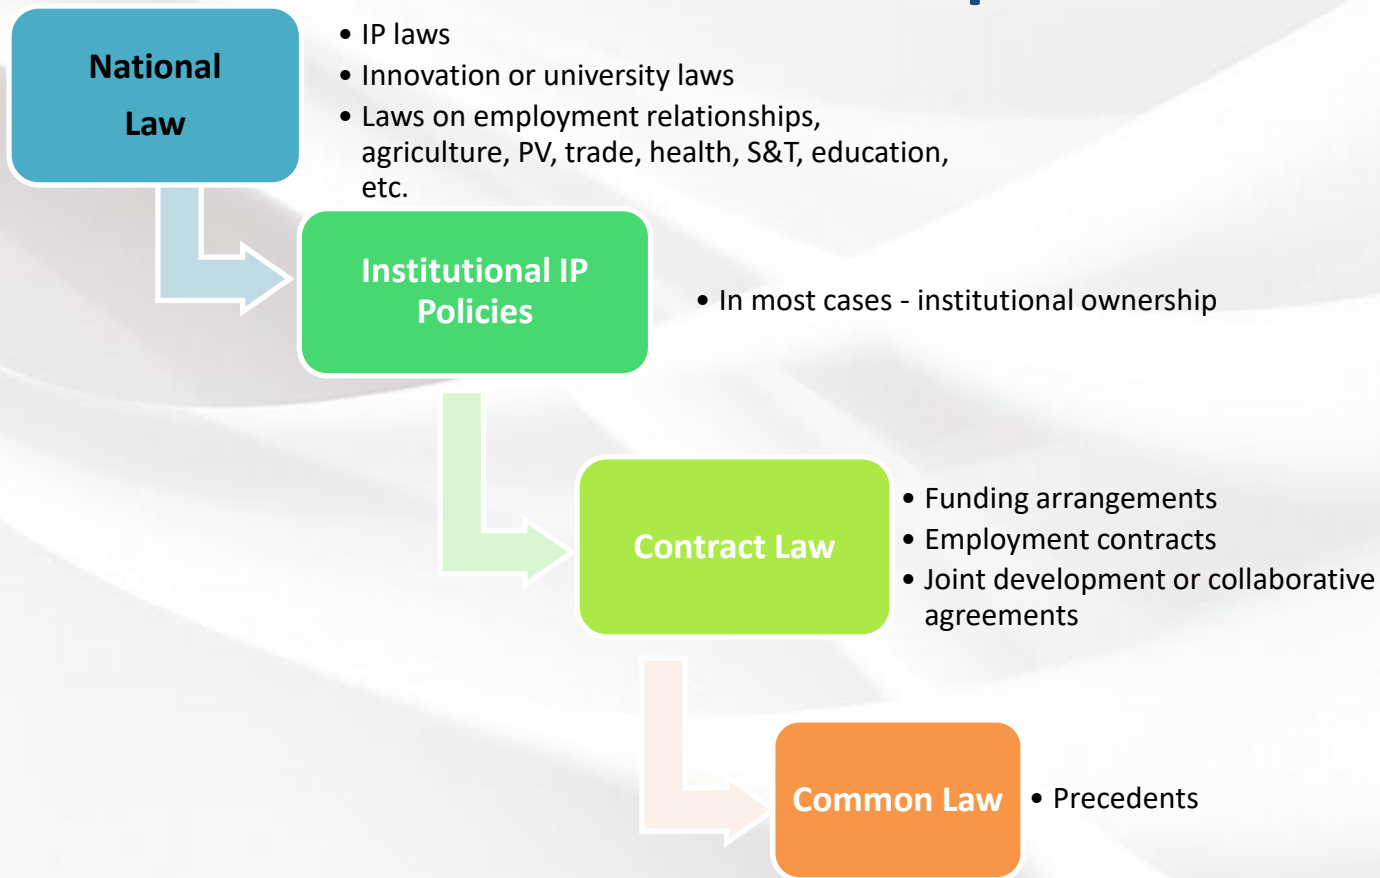 National
Law
• IP laws
• Innovation or university laws
• Laws on employment relationships,
agriculture, PV, trade, health, S&T, education,
etc.
Institutional IP
Policies
• In most cases - institutional ownership
Contract Law
• Funding arrangements
• Employment contracts
• Joint development or collaborative
agreements
Common Law
• Precedents